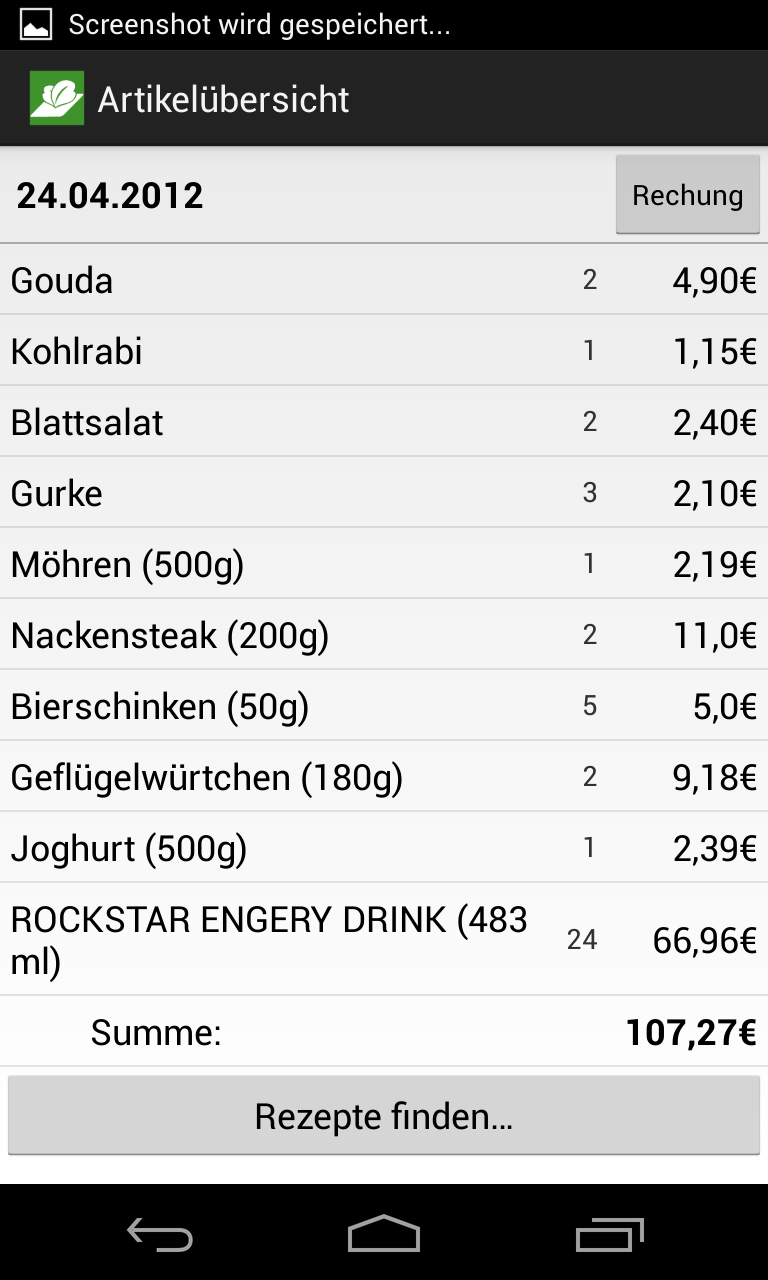 Screenshot wird gespeichert...
Artikelübersicht
24.04.2012 Rechung
Gouda 2 4,90€
Kohlrabi 1 1,15€
Blattsalat 2 2,40€
Gurke 3 2,10€
Möhren (500g) 1 2,19€
Nackensteak (200g) 2 11,0€
Bierschinken (50g) 5 5,0€
Geflügelwürtchen (180g) 2 9,18€
Joghurt (500g) 1 2,39€
ROCKSTAR ENGERY DRINK (483
ml) 24 66,96€
Summe: 107,27€
Rezepte finden...